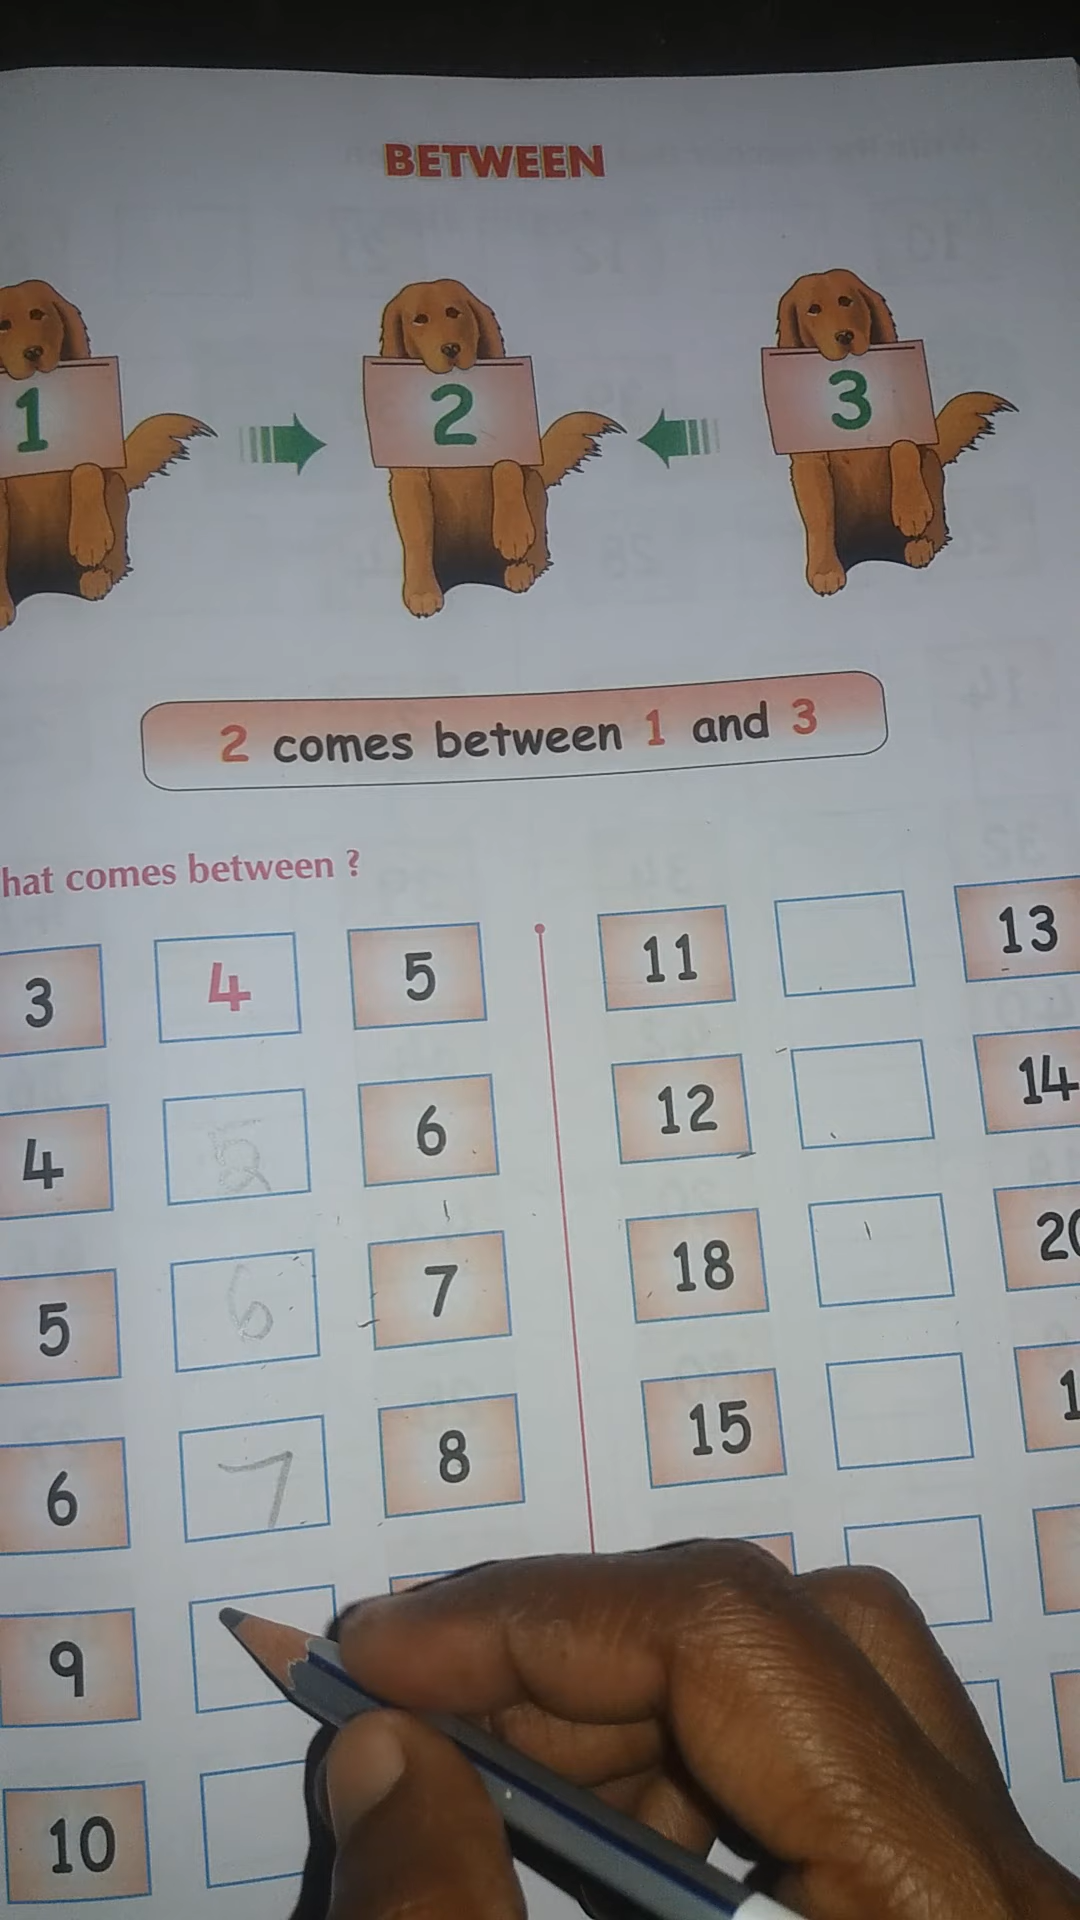 BETWEEN
1 2 3
2 comes between 1 and 3
hat comes between ?
3 4 5
4 5 6
5 6 7
6 7 8
9
10
11 13
12 14
18
15